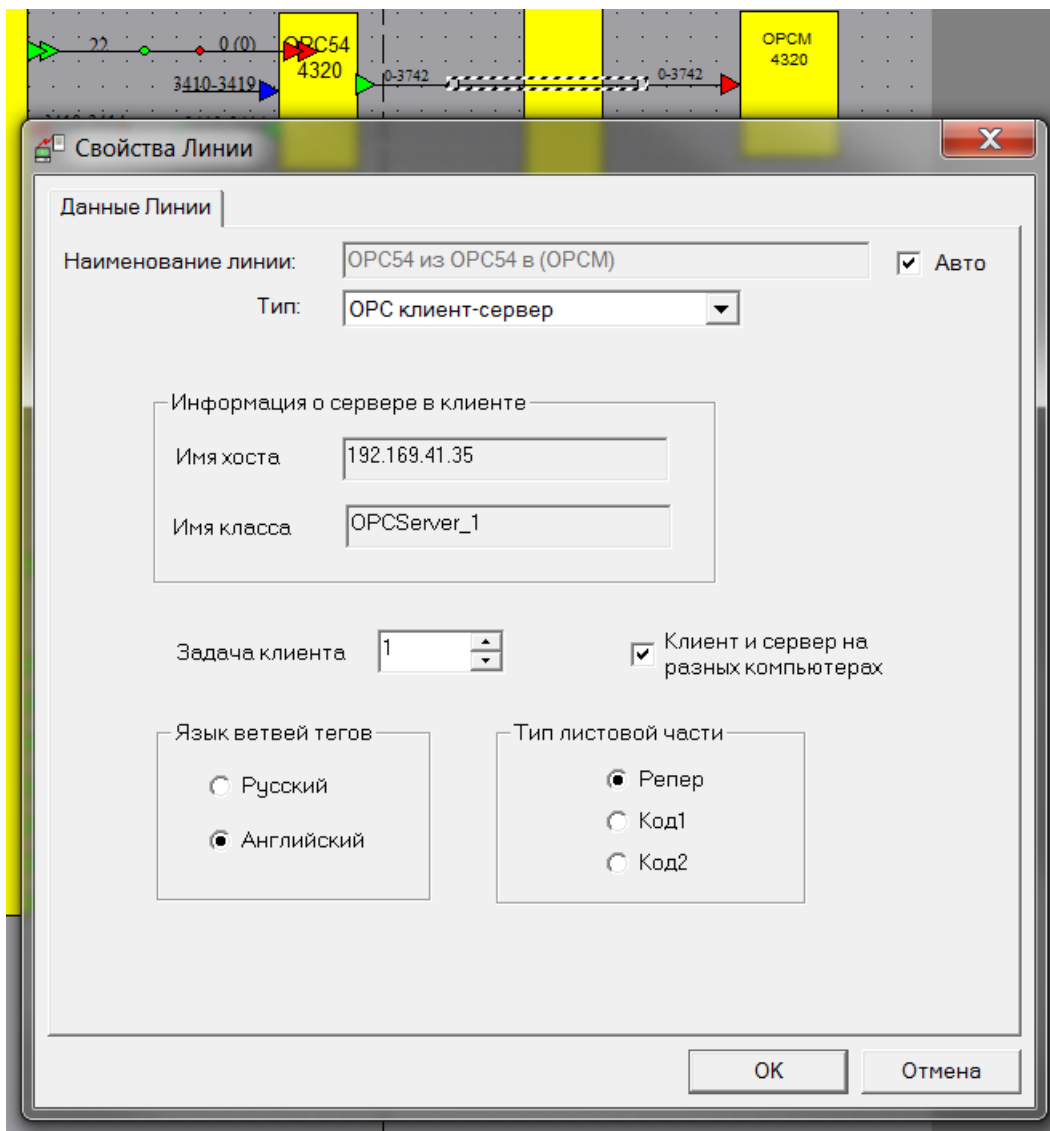 22
0 (0)
OPC54
4320
3410-3419
0-3742
0-3742
OPCM
4320
Свойства Линии
Данные Линии
Наименование линии:
OPC54 из OPC54 в (OPCM)
Авто
Тип:
OPC клиент-сервер
Информация о сервере в клиенте
Имя хоста
192.169.41.35
Имя класса
OPCServer_1
Задача клиента
1
Клиент и сервер на
разных компьютерах
Язык ветвей тегов
Русский
Английский
Тип листовой части
Репер
Код1
Код2
OK
Отмена